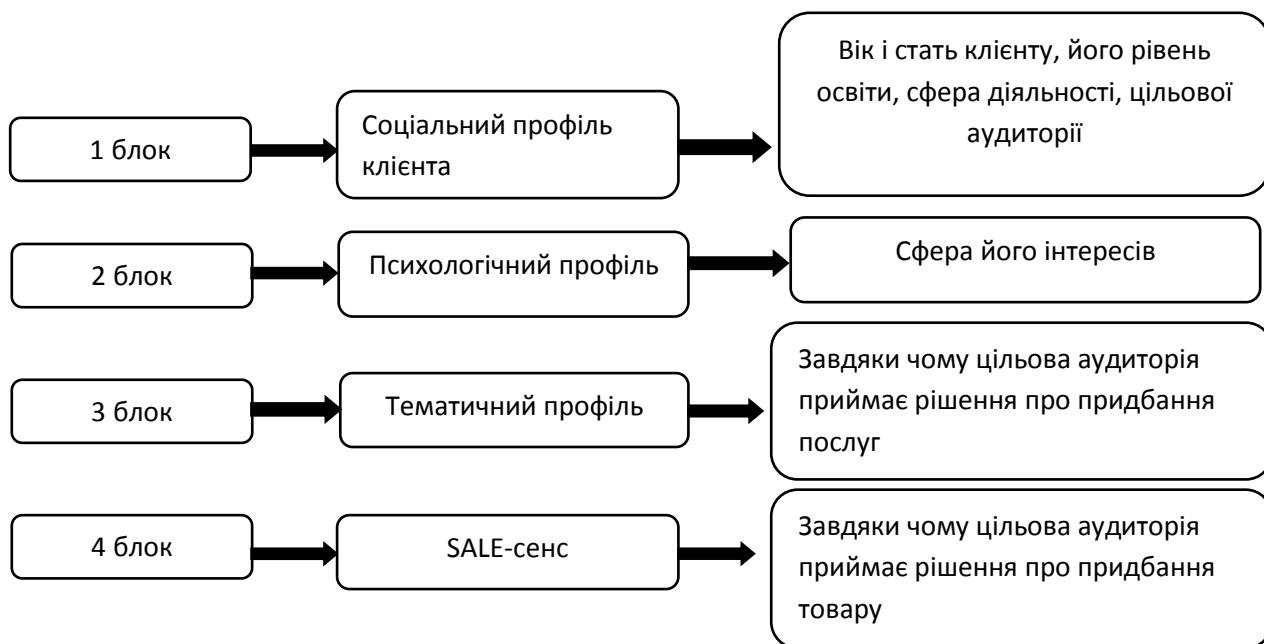 1 блок
Соціальний профіль
клієнта
Вік і стать клієнту, його рівень
освіти, сфера діяльності, цільової
аудиторії
2 блок
Психологічний профіль
Сфера його інтересів
3 блок
Тематичний профіль
Завдяки чому цільова аудиторія
приймає рішення про придбання
послуг
4 блок
SALE-сенс
Завдяки чому цільова аудиторія
приймає рішення про придбання
товару